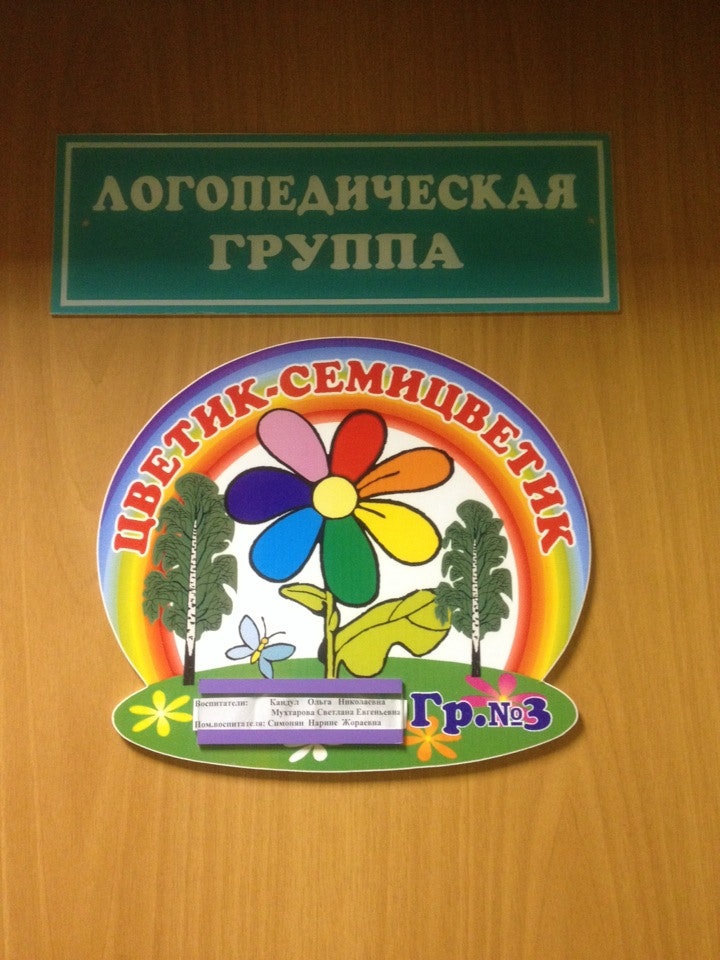 ЛОГОПЕДИЧЕСКАЯ
ГРУППА
ЦВЕТИК-СЕМИЦВЕТИК
Воспитатели: Кандул Ольга Николаевна
Мухтарова Светлана Евгеньевна
Пом.воспитателя: Симонян Нарине Жораевна
Гр.№3